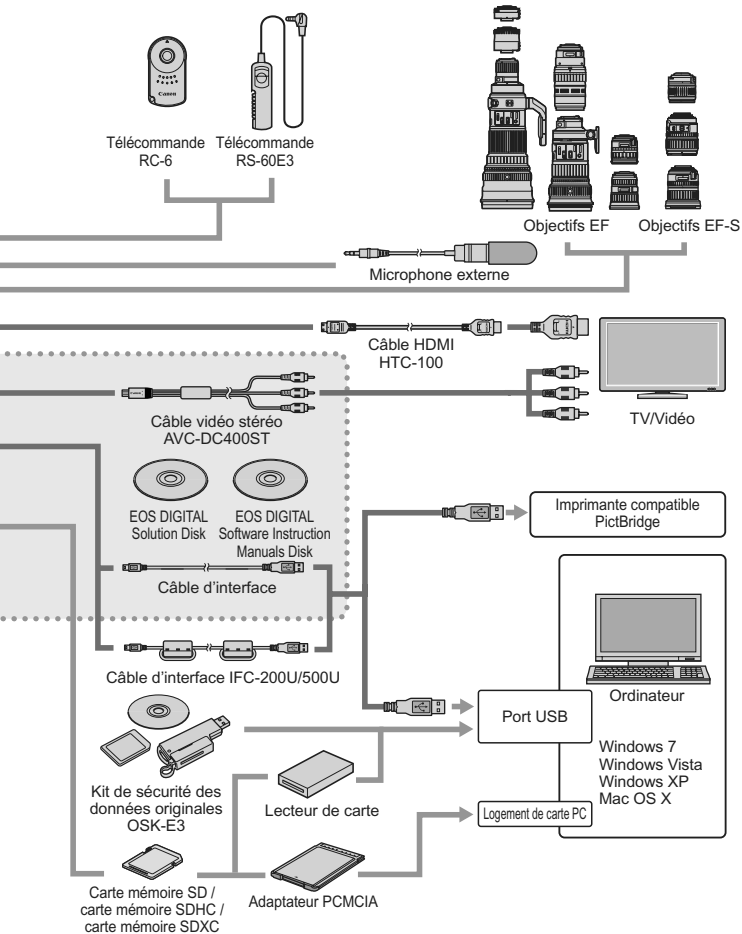 Canon
Télécommande
RC-6
Télécommande
RS-60E3
Objectifs EF
Objectifs EF-S
Microphone externe
Câble HDMI
HTC-100
TV/Vidéo
Câble vidéo stéréo
AVC-DC400ST
EOS DIGITAL
Solution Disk
EOS DIGITAL
Software Instruction
Manuals Disk
Imprimante compatible
PictBridge
Câble d'interface
Câble d'interface IFC-200U/500U
Ordinateur
Port USB
Windows 7
Windows Vista
Windows XP
Mac OS X
Kit de sécurité des
données originales
OSK-E3
Lecteur de carte
Logement de carte PC
Carte mémoire SD /
carte mémoire SDHC /
carte mémoire SDXC
Adaptateur PCMCIA